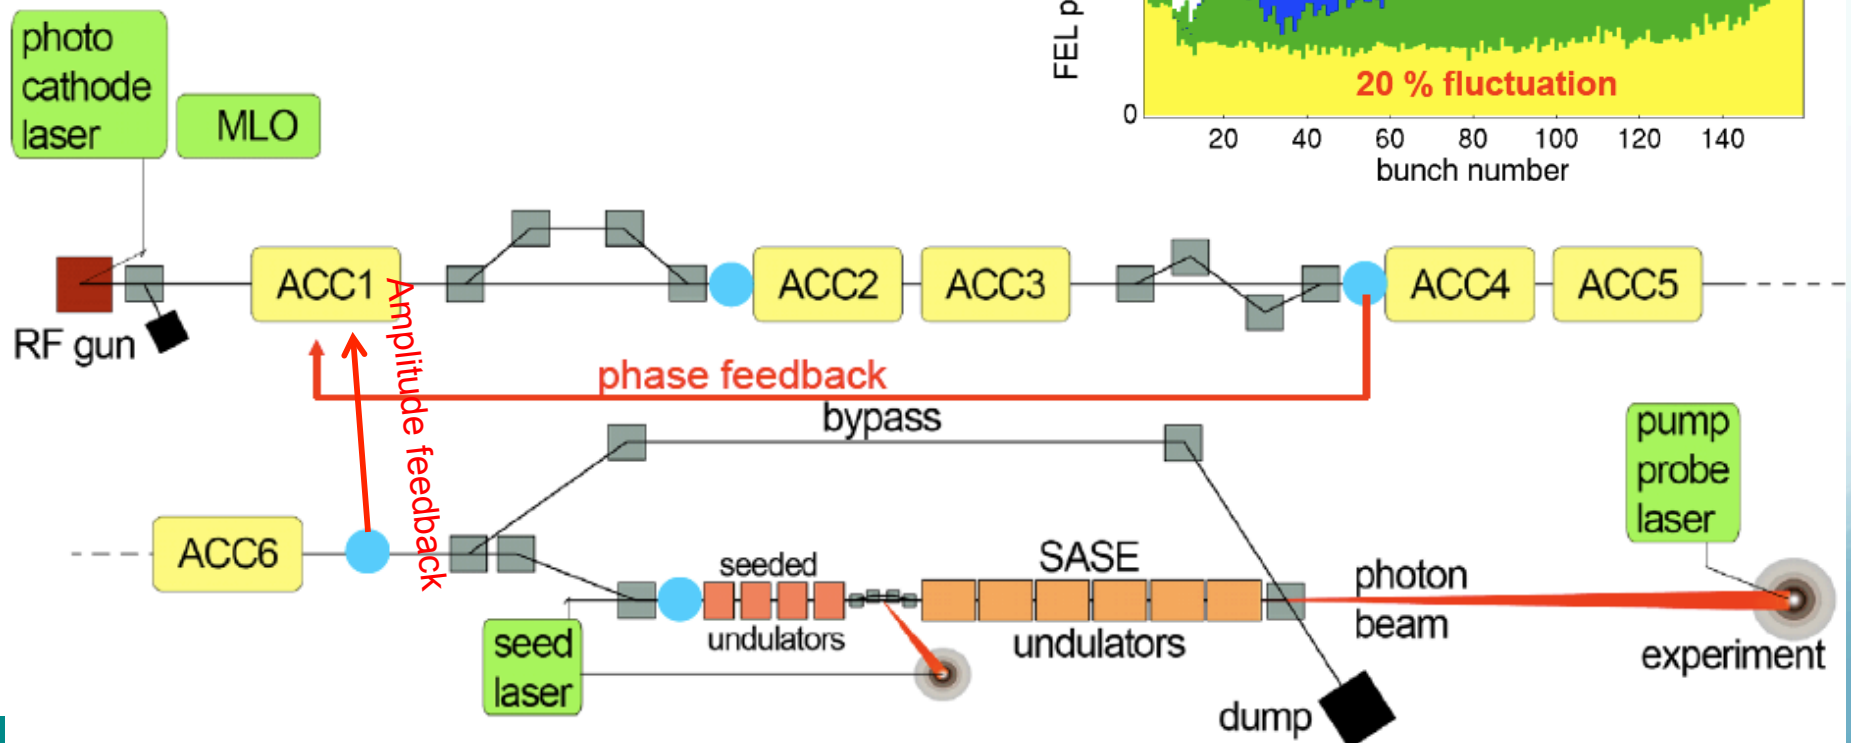 photo
cathode
laser
MLO
FEL p
20 % fluctuation
0
20 40 60 80 100 120 140
bunch number
RF gun
ACC1
ACC2
ACC3
ACC4
ACC5
Amplitude feedback
phase feedback
bypass
pump
probe
laser
ACC6
seeded
undulators
SASE
undulators
photon
beam
seed
laser
experiment
dump